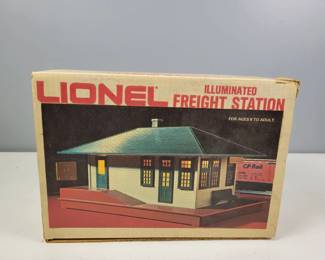 LIONEL
ILLUMINATED
FREIGHT STATION
FOR AGES 8 TO ADULT.
CP Rail